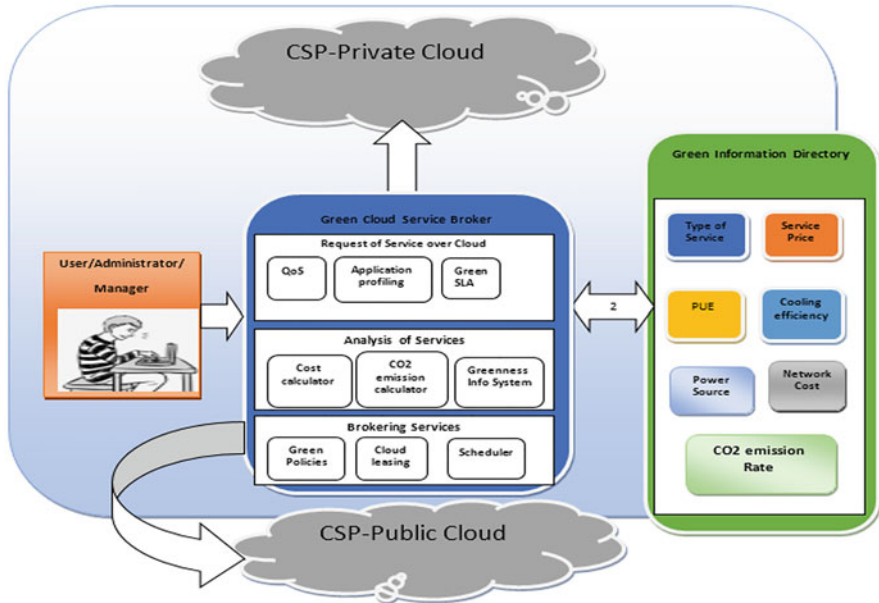 CSP-Private Cloud
Green Information Directory
Type of
Service
Service
Price
PUE
Cooling
efficiency
Power
Source
Network
Cost
CO2 emission
Rate
Green Cloud Service Broker
Request of Service over Cloud
QoS
Application
profiling
Green
SLA
Analysis of Services
Cost
calculator
CO2
emission
calculator
Greenness
Info System
Brokering Services
Green
Policies
Cloud
leasing
Scheduler
User/Administrator/
Manager
2
CSP-Public Cloud